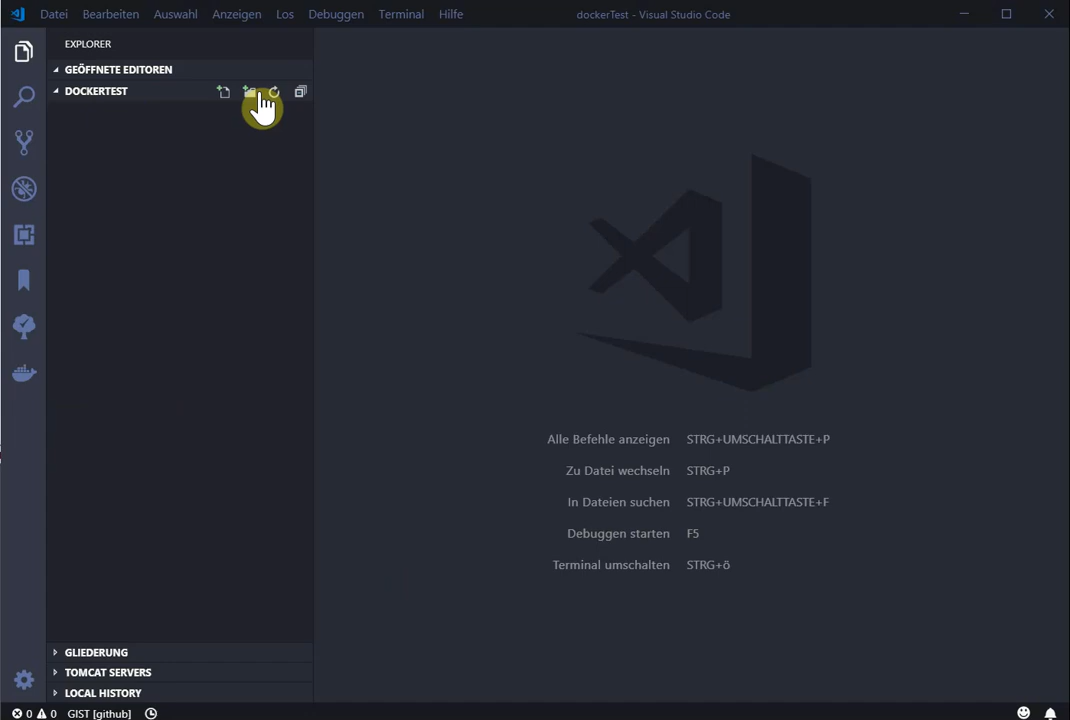 Datei Bearbeiten Auswahl Anzeigen Los Debuggen Terminal Hilfe dockerTest - Visual Studio Code
EXPLORER
GEÖFFNETE EDITOREN
DOCKERTEST
Alle Befehle anzeigen STRG+UMSCHALTTASTE+P
Zu Datei wechseln STRG+P
In Dateien suchen STRG+UMSCHALTTASTE+F
Debuggen starten F5
Terminal umschalten STRG+ö
GLIEDERUNG
TOMCAT SERVERS
LOCAL HISTORY
0 0 GIST [github]